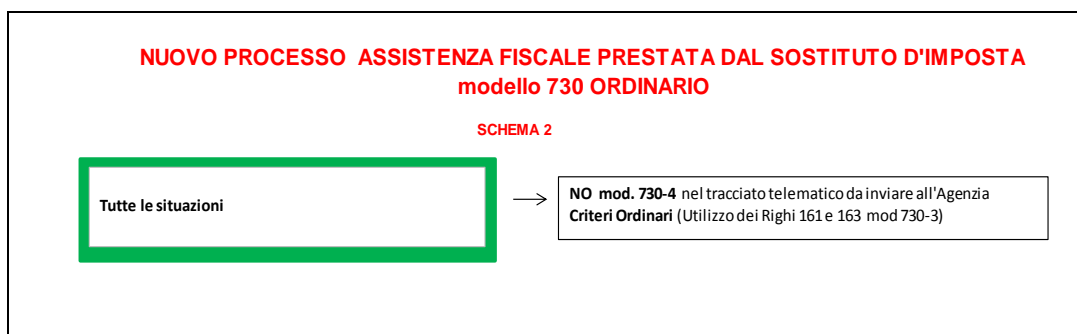 NUOVO PROCESSO ASSISTENZA FISCALE PRESTATA DAL SOSTITUTO D'IMPOSTA
modello 730 ORDINARIO
SCHEMA 2
Tutte le situazioni
NO mod. 730-4 nel tracciato telematico da inviare all'Agenzia
Criteri Ordinari (Utilizzo dei Righi 161 e 163 mod 730-3)